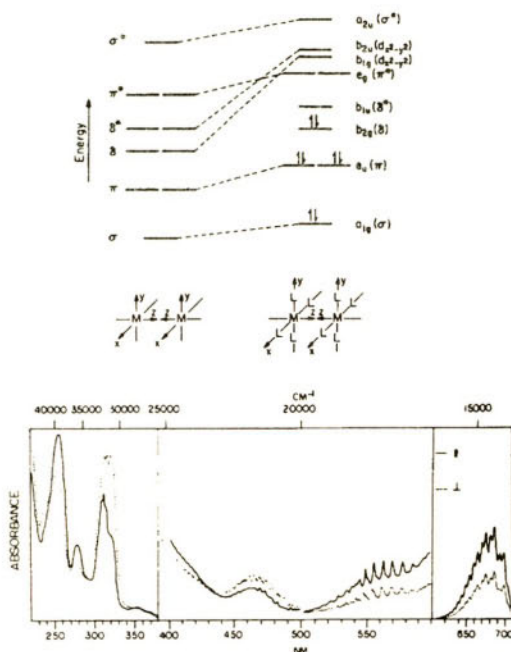 a2u (σ*)
σ*
b2u (dx²-y²)
b1g (dx²-y²)
eg (π*)
π*
b1u (δ*)
δ*
b2g (δ)
δ
Energy
eu (π)
π
a1g (σ)
σ
y y y y
L L L L
M z z M M z z M
x x L L L L
x x
CM⁻¹
40000 35000 30000 25000 20000 15000
ABSORBANCE
∥
⊥
250 300 350 400 450 500 550 600 650 700
NM